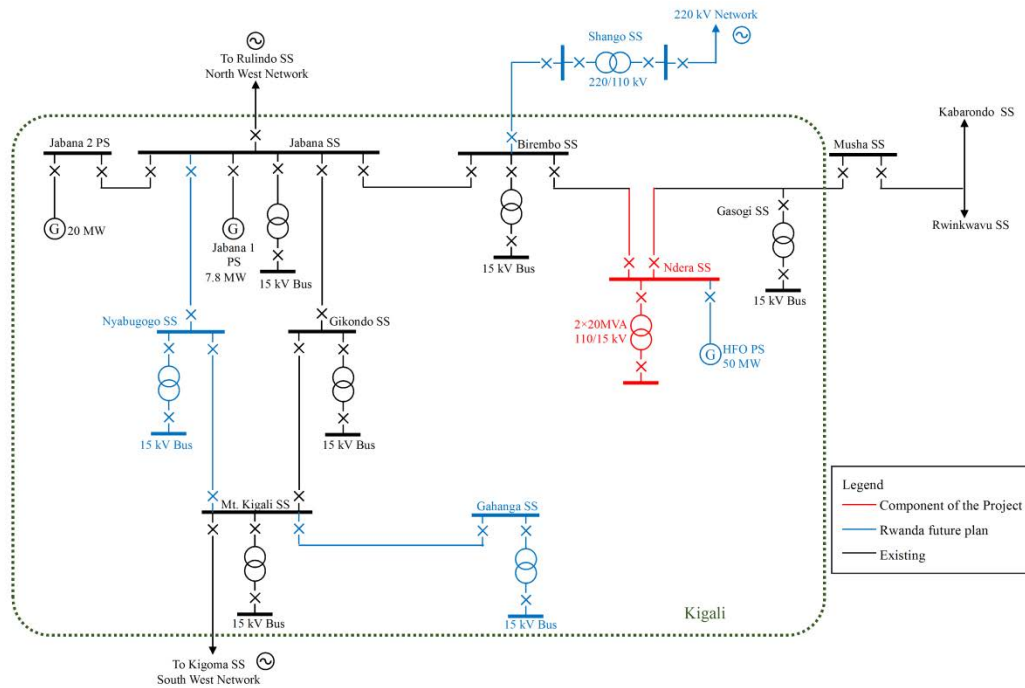 220 kV Network
Shango SS
To Rulindo SS
North West Network
220/110 kV
Kabarondo SS
Jabana 2 PS
Jabana SS
Birembo SS
Musha SS
Gasogi SS
G
20 MW
G
Jabana 1
PS
7.8 MW
15 kV Bus
15 kV Bus
Ndera SS
15 kV Bus
Rwinkwavu SS
Nyabugogo SS
Gikondo SS
2×20MVA
110/15 kV
G
HFO PS
50 MW
15 kV Bus
15 kV Bus
Mt. Kigali SS
Gahanga SS
15 kV Bus
15 kV Bus
Kigali
To Kigoma SS
South West Network
Legend
Component of the Project
Rwanda future plan
Existing